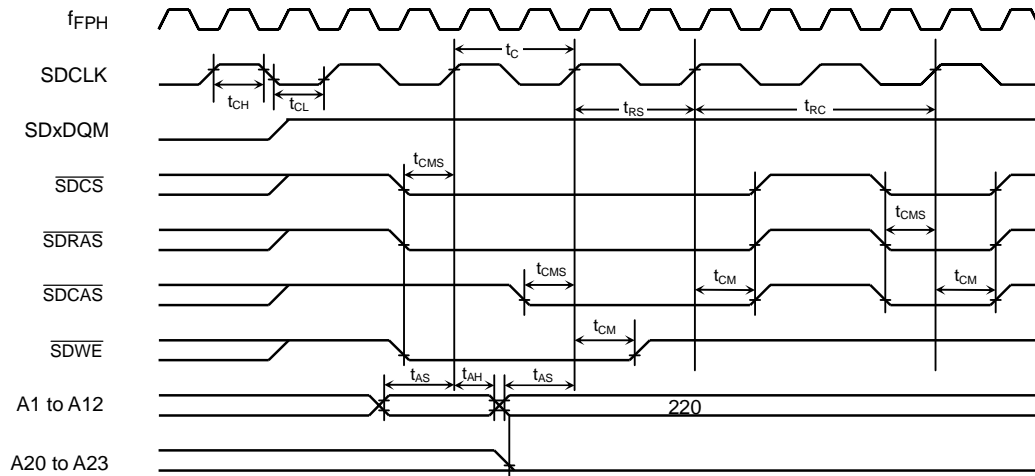 fFPH
SDCLK
tC
tCH
tCL
tRS
tRC
SDxDQM
tCMS
SDCS
tCMS
SDRAS
tCMS
tCM
tCM
SDCAS
tCM
SDWE
tAS
tAH
tAS
A1 to A12
220
A20 to A23